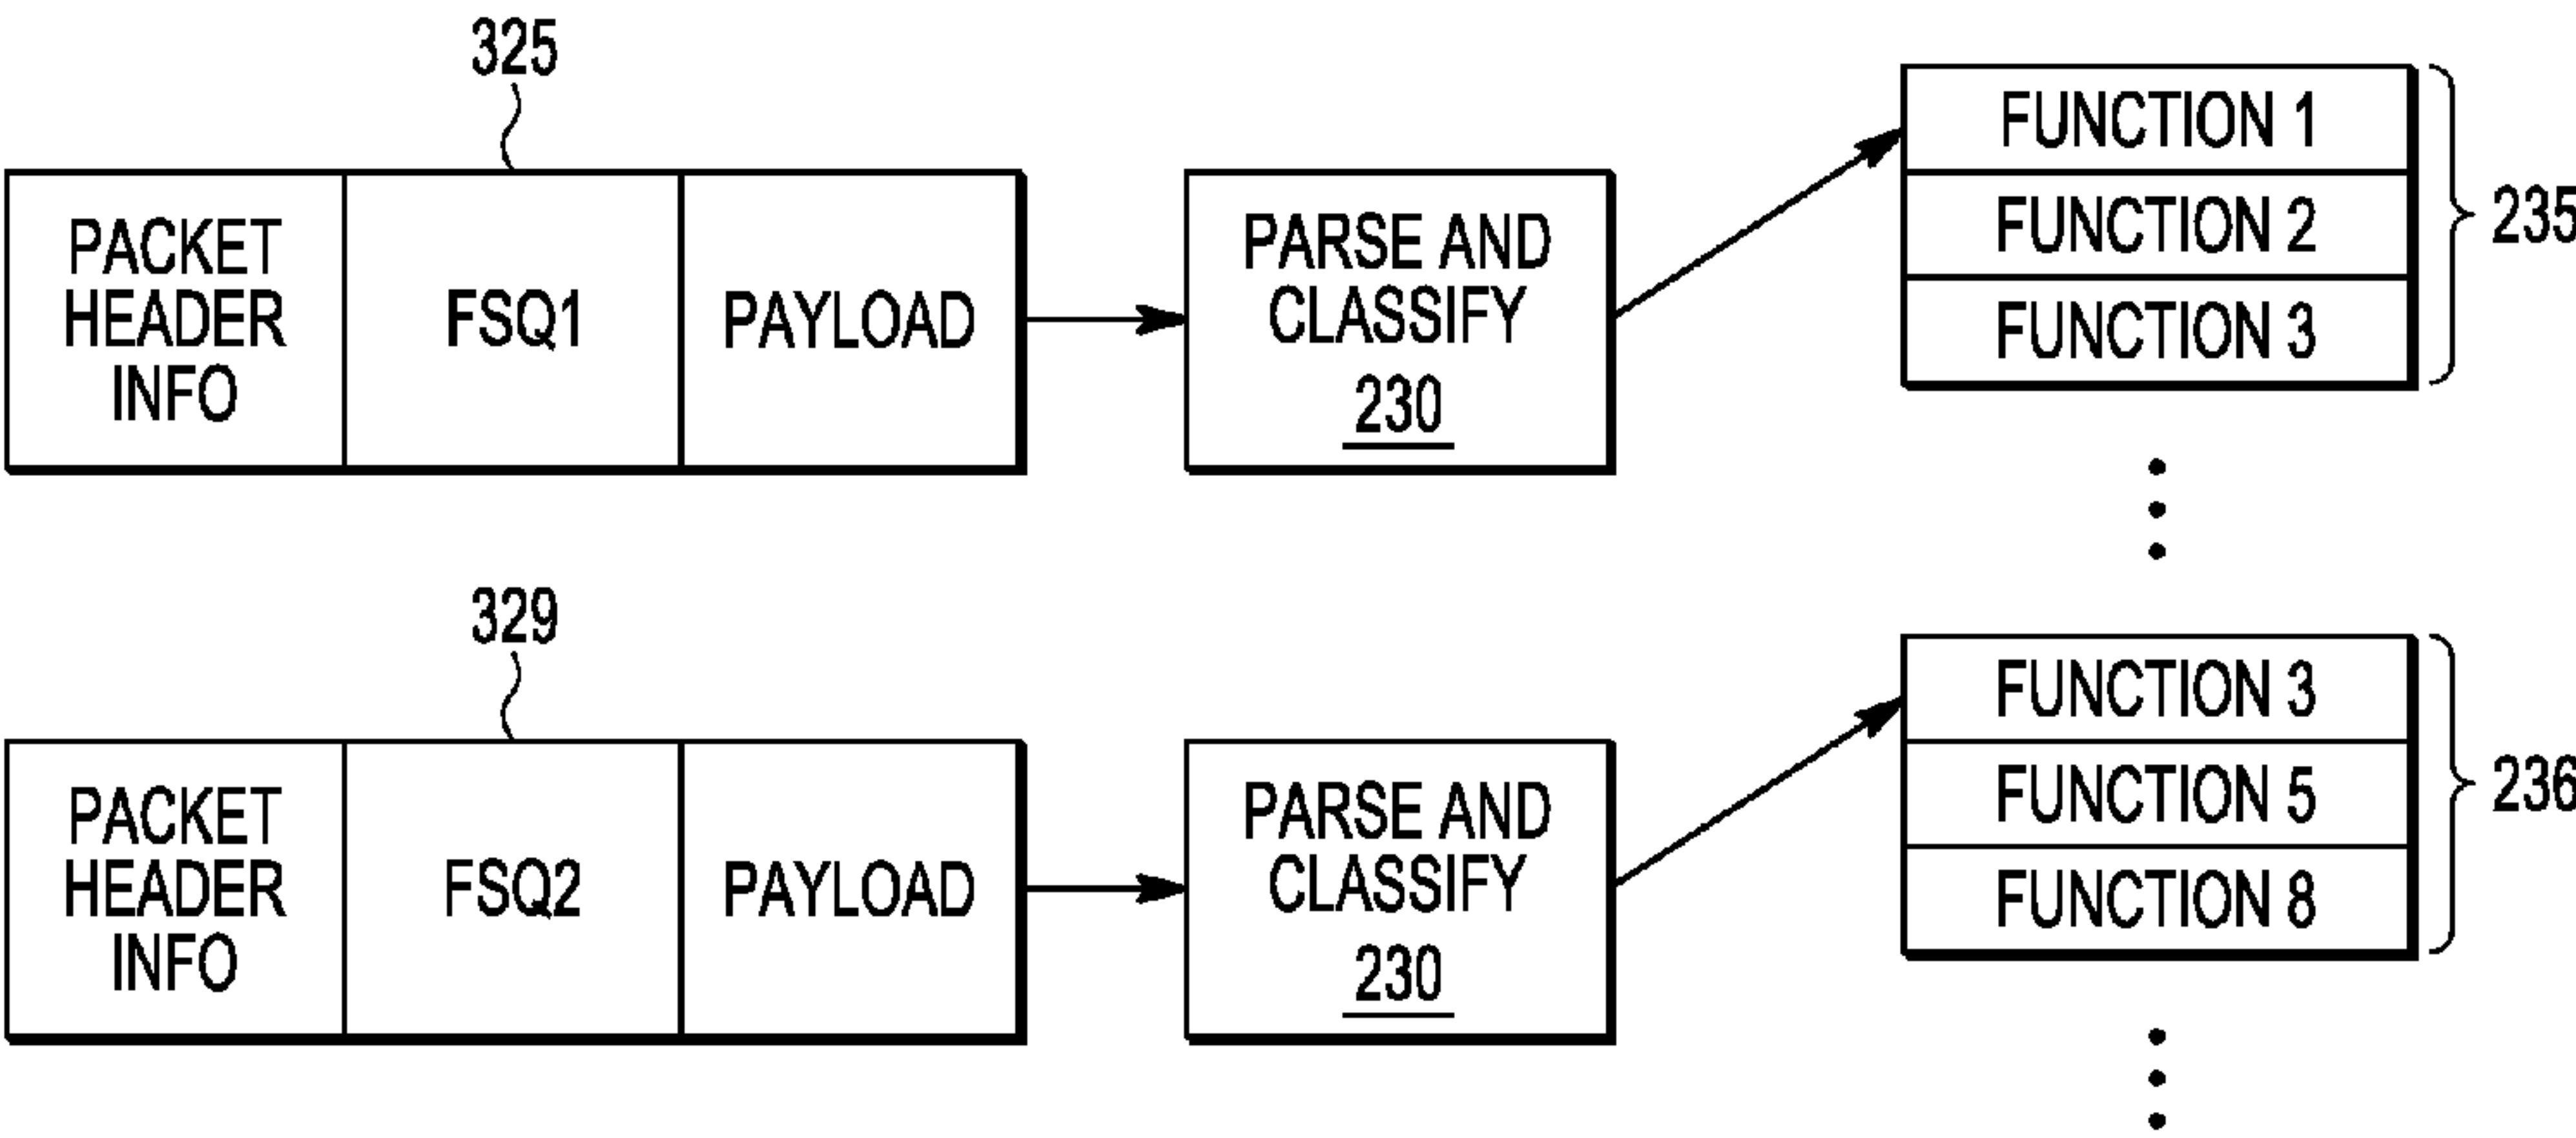 325
PACKET
HEADER
INFO
FSQ1
PAYLOAD
PARSE AND
CLASSIFY
230
FUNCTION 1
FUNCTION 2
FUNCTION 3
235
329
PACKET
HEADER
INFO
FSQ2
PAYLOAD
PARSE AND
CLASSIFY
230
FUNCTION 3
FUNCTION 5
FUNCTION 8
236